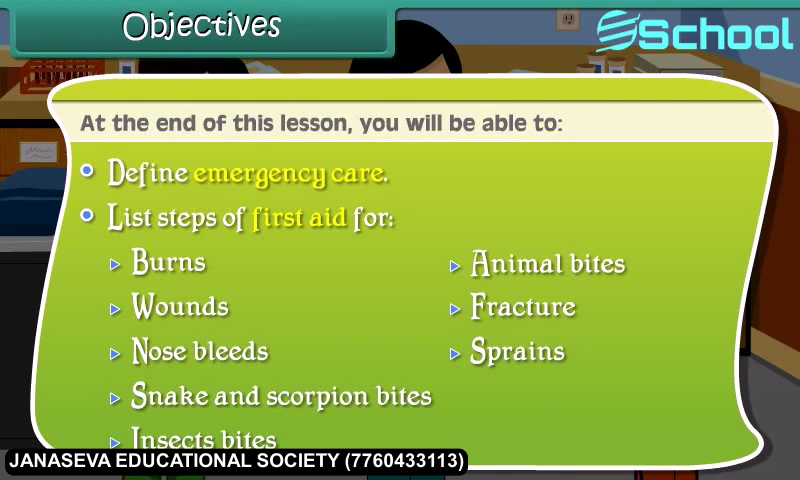 Objectives
School
At the end of this lesson, you will be able to:
Define emergency care.
List steps of first aid for:
Burns
Animal bites
Wounds
Fracture
Nose bleeds
Sprains
Snake and scorpion bites
Insects bites
JANASEVA EDUCATIONAL SOCIETY (7760433113)